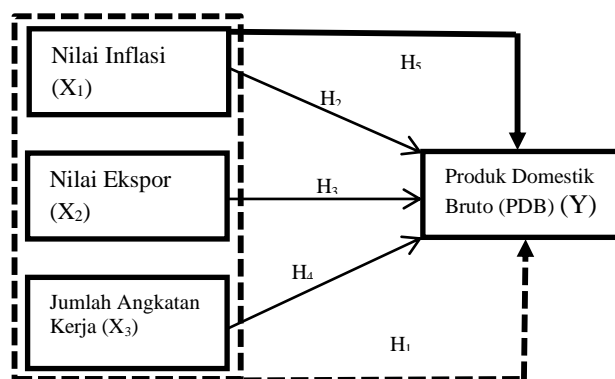 Nilai Inflasi
(X₁)
H₅
H₂
Nilai Ekspor
(X₂)
H₃
Produk Domestik
Bruto (PDB) (Y)
Jumlah Angkatan
Kerja (X₃)
H₄
H₁